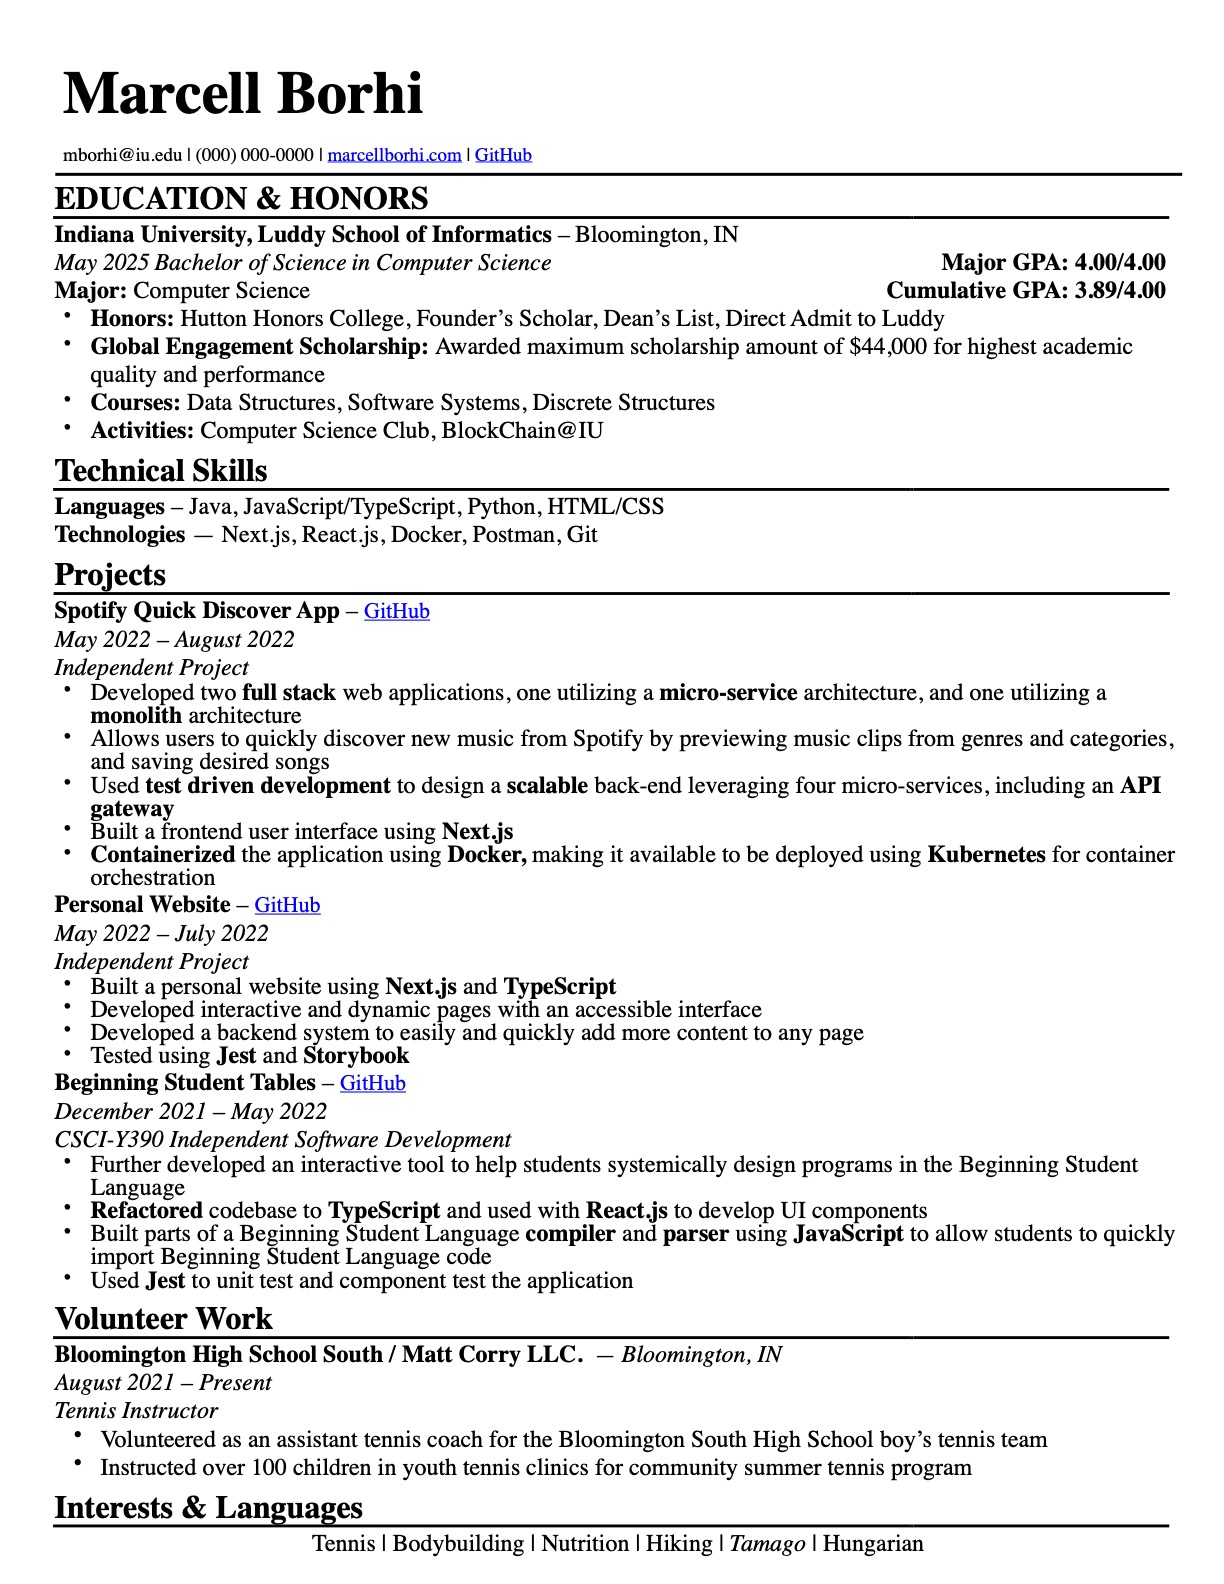 Marcell Borhi
mborhi@iu.edu | (000) 000-0000 | marcellborhi.com | GitHub
EDUCATION & HONORS
Indiana University, Luddy School of Informatics – Bloomington, IN
May 2025 Bachelor of Science in Computer Science Major GPA: 4.00/4.00
Major: Computer Science Cumulative GPA: 3.89/4.00
• Honors: Hutton Honors College, Founder’s Scholar, Dean’s List, Direct Admit to Luddy
• Global Engagement Scholarship: Awarded maximum scholarship amount of $44,000 for highest academic
quality and performance
• Courses: Data Structures, Software Systems, Discrete Structures
• Activities: Computer Science Club, BlockChain@IU
Technical Skills
Languages – Java, JavaScript/TypeScript, Python, HTML/CSS
Technologies — Next.js, React.js, Docker, Postman, Git
Projects
Spotify Quick Discover App – GitHub
May 2022 – August 2022
Independent Project
• Developed two full stack web applications, one utilizing a micro-service architecture, and one utilizing a
monolith architecture
• Allows users to quickly discover new music from Spotify by previewing music clips from genres and categories,
and saving desired songs
• Used test driven development to design a scalable back-end leveraging four micro-services, including an API
gateway
• Built a frontend user interface using Next.js
• Containerized the application using Docker, making it available to be deployed using Kubernetes for container
orchestration
Personal Website – GitHub
May 2022 – July 2022
Independent Project
• Built a personal website using Next.js and TypeScript
• Developed interactive and dynamic pages with an accessible interface
• Developed a backend system to easily and quickly add more content to any page
• Tested using Jest and Storybook
Beginning Student Tables – GitHub
December 2021 – May 2022
CSCI-Y390 Independent Software Development
• Further developed an interactive tool to help students systemically design programs in the Beginning Student
Language
• Refactored codebase to TypeScript and used with React.js to develop UI components
• Built parts of a Beginning Student Language compiler and parser using JavaScript to allow students to quickly
import Beginning Student Language code
• Used Jest to unit test and component test the application
Volunteer Work
Bloomington High School South / Matt Corry LLC. — Bloomington, IN
August 2021 – Present
Tennis Instructor
• Volunteered as an assistant tennis coach for the Bloomington South High School boy’s tennis team
• Instructed over 100 children in youth tennis clinics for community summer tennis program
Interests & Languages
Tennis | Bodybuilding | Nutrition | Hiking | Tamago | Hungarian